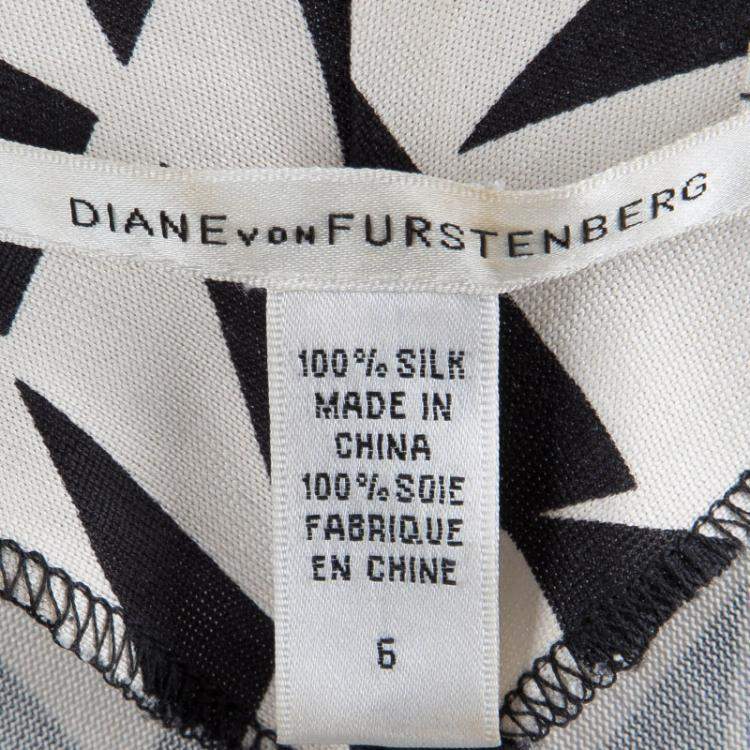 DIANE vON FURSTENBERG
100% SILK
MADE IN
CHINA
100% SOIE
FABRIQUE
EN CHINE
6